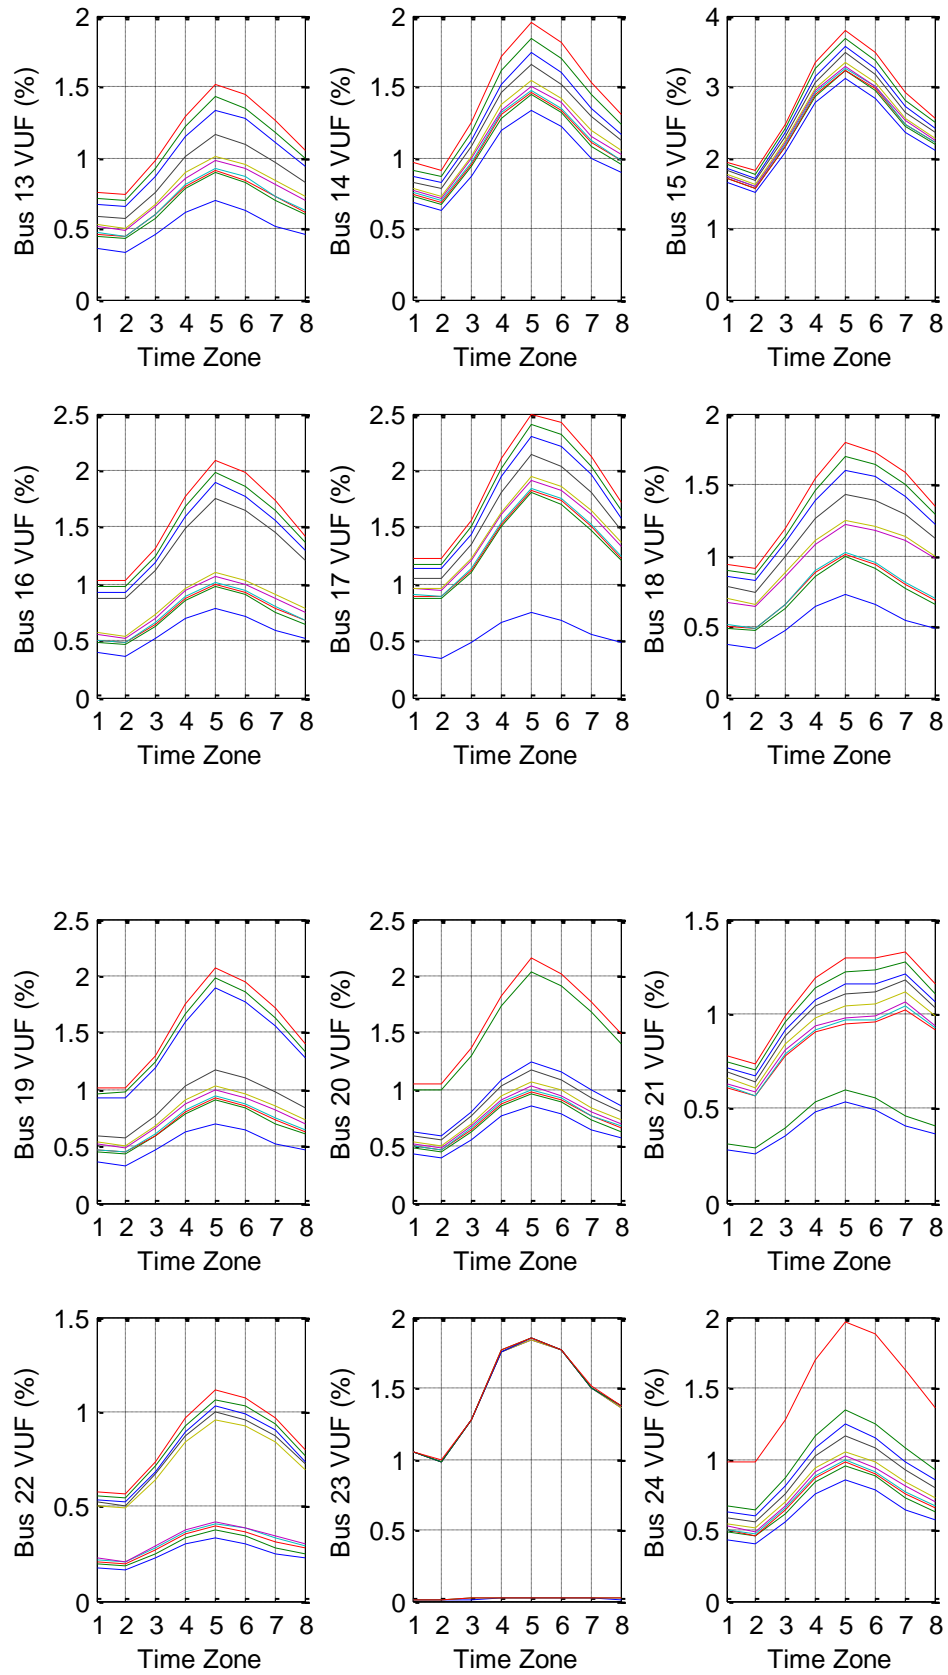 Bus 13 VUF (%)
2
1.5
1
0.5
0
1 2 3 4 5 6 7 8
Time Zone
Bus 14 VUF (%)
2
1.5
1
0.5
0
1 2 3 4 5 6 7 8
Time Zone
Bus 15 VUF (%)
4
3
2
1
0
1 2 3 4 5 6 7 8
Time Zone
Bus 16 VUF (%)
2.5
2
1.5
1
0.5
0
1 2 3 4 5 6 7 8
Time Zone
Bus 17 VUF (%)
2.5
2
1.5
1
0.5
0
1 2 3 4 5 6 7 8
Time Zone
Bus 18 VUF (%)
2
1.5
1
0.5
0
1 2 3 4 5 6 7 8
Time Zone
Bus 19 VUF (%)
2.5
2
1.5
1
0.5
0
1 2 3 4 5 6 7 8
Time Zone
Bus 20 VUF (%)
2.5
2
1.5
1
0.5
0
1 2 3 4 5 6 7 8
Time Zone
Bus 21 VUF (%)
1.5
1
0.5
0
1 2 3 4 5 6 7 8
Time Zone
Bus 22 VUF (%)
1.5
1
0.5
0
1 2 3 4 5 6 7 8
Time Zone
Bus 23 VUF (%)
2
1.5
1
0.5
0
1 2 3 4 5 6 7 8
Time Zone
Bus 24 VUF (%)
2
1.5
1
0.5
0
1 2 3 4 5 6 7 8
Time Zone